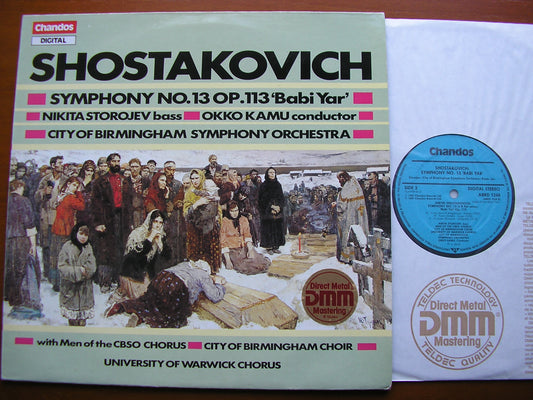 Chandos
DIGITAL
SHOSTAKOVICH
SYMPHONY NO.13 OP.113 'Babi Yar'
NIKITA STOROJEV bass OKKO KAMU conductor
CITY OF BIRMINGHAM SYMPHONY ORCHESTRA
Direct Metal
DMM
Mastering
with Men of the CBSO CHORUS CITY OF BIRMINGHAM CHOIR
UNIVERSITY OF WARWICK CHORUS
Chandos
SHOSTAKOVICH
SYMPHONY NO. 13 'BABI YAR'
DIGITAL STEREO
TELDEC TECHNOLOGY
Direct Metal
DMM
Mastering
TELDEC QUALITY